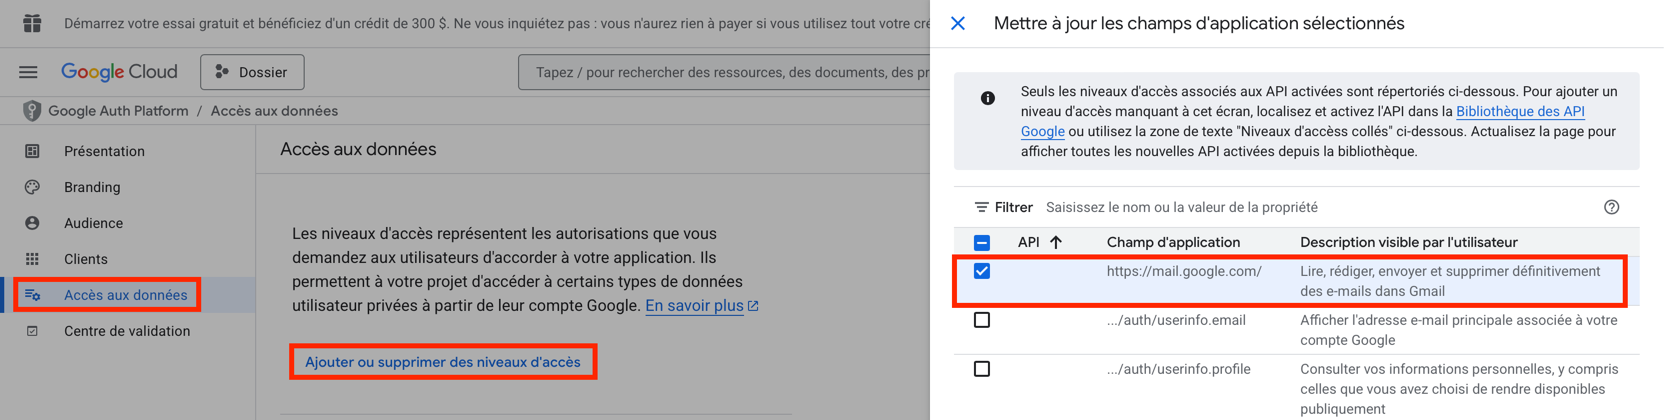 Démarrez votre essai gratuit et bénéficiez d'un crédit de 300 $. Ne vous inquiétez pas : vous n'aurez rien à payer si vous utilisez tout votre cré
Google Cloud
Dossier
Tapez / pour rechercher des ressources, des documents, des pr
Google Auth Platform / Accès aux données
Présentation
Branding
Audience
Clients
Accès aux données
Centre de validation
Accès aux données
Les niveaux d'accès représentent les autorisations que vous
demandez aux utilisateurs d'accorder à votre application. Ils
permettent à votre projet d'accéder à certains types de données
utilisateur privées à partir de leur compte Google. En savoir plus
Ajouter ou supprimer des niveaux d'accès
Mettre à jour les champs d'application sélectionnés
Seuls les niveaux d'accès associés aux API activées sont répertoriés ci-dessous. Pour ajouter un
niveau d'accès manquant à cet écran, localisez et activez l'API dans la Bibliothèque des API
Google ou utilisez la zone de texte "Niveaux d'accèss collés" ci-dessous. Actualisez la page pour
afficher toutes les nouvelles API activées depuis la bibliothèque.
Filtrer Saisissez le nom ou la valeur de la propriété
API Champ d'application Description visible par l'utilisateur
https://mail.google.com/ Lire, rédiger, envoyer et supprimer définitivement
des e-mails dans Gmail
.../auth/userinfo.email Afficher l'adresse e-mail principale associée à votre
compte Google
.../auth/userinfo.profile Consulter vos informations personnelles, y compris
celles que vous avez choisi de rendre disponibles
publiquement